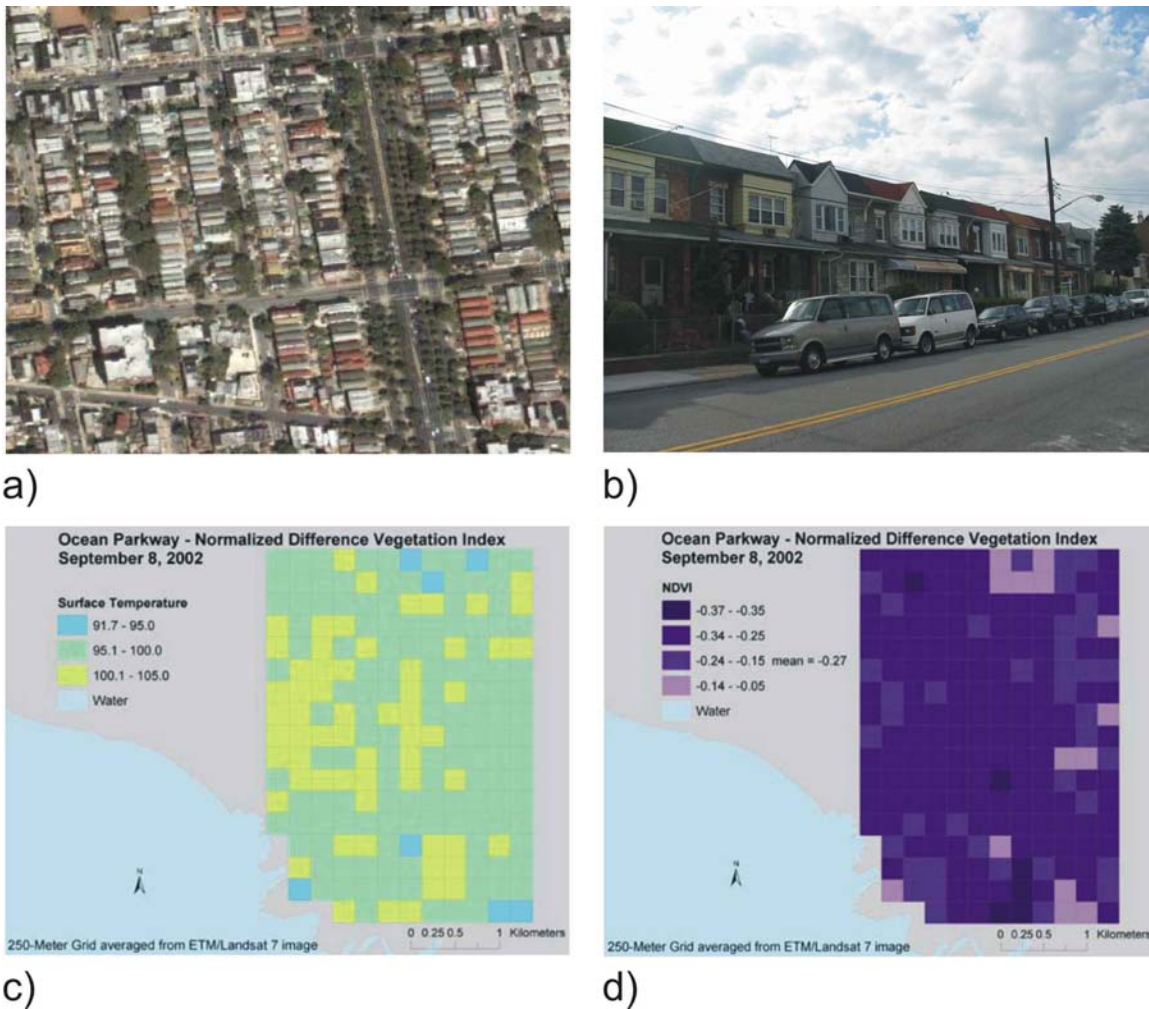 a)
b)
Ocean Parkway - Normalized Difference Vegetation Index
September 8, 2002
Surface Temperature
91.7 - 95.0
95.1 - 100.0
100.1 - 105.0
Water
N
0 0.25 0.5 1 Kilometers
250-Meter Grid averaged from ETM/Landsat 7 image
c)
Ocean Parkway - Normalized Difference Vegetation Index
September 8, 2002
NDVI
-0.37 - -0.35
-0.34 - -0.25
-0.24 - -0.15 mean = -0.27
-0.14 - -0.05
Water
N
0 0.25 0.5 1 Kilometers
250-Meter Grid averaged from ETM/Landsat 7 image
d)